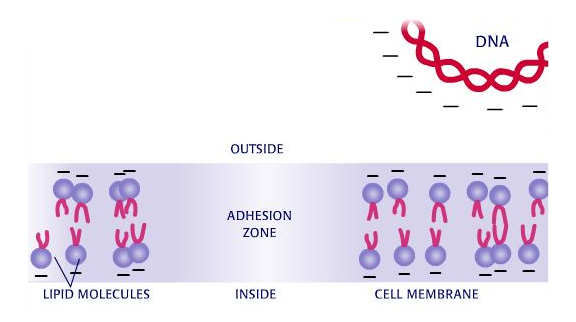 DNA
OUTSIDE
ADHESION
ZONE
LIPID MOLECULES
INSIDE
CELL MEMBRANE